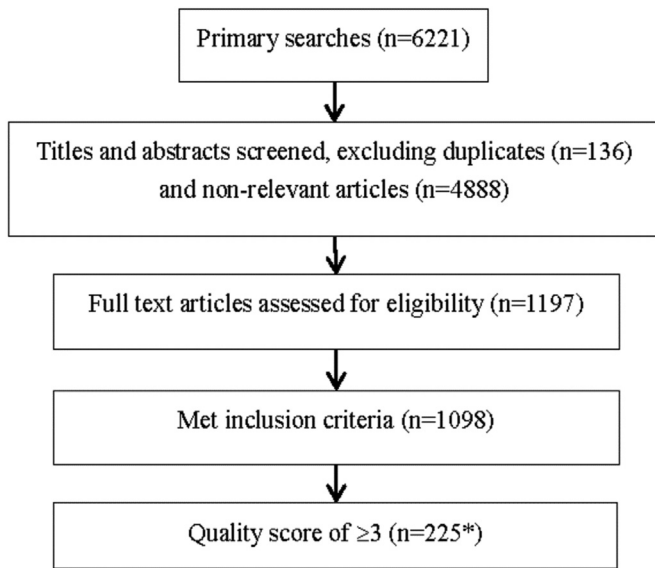 Primary searches (n=6221)
Titles and abstracts screened, excluding duplicates (n=136)
and non-relevant articles (n=4888)
Full text articles assessed for eligibility (n=1197)
Met inclusion criteria (n=1098)
Quality score of ≥3 (n=225*)